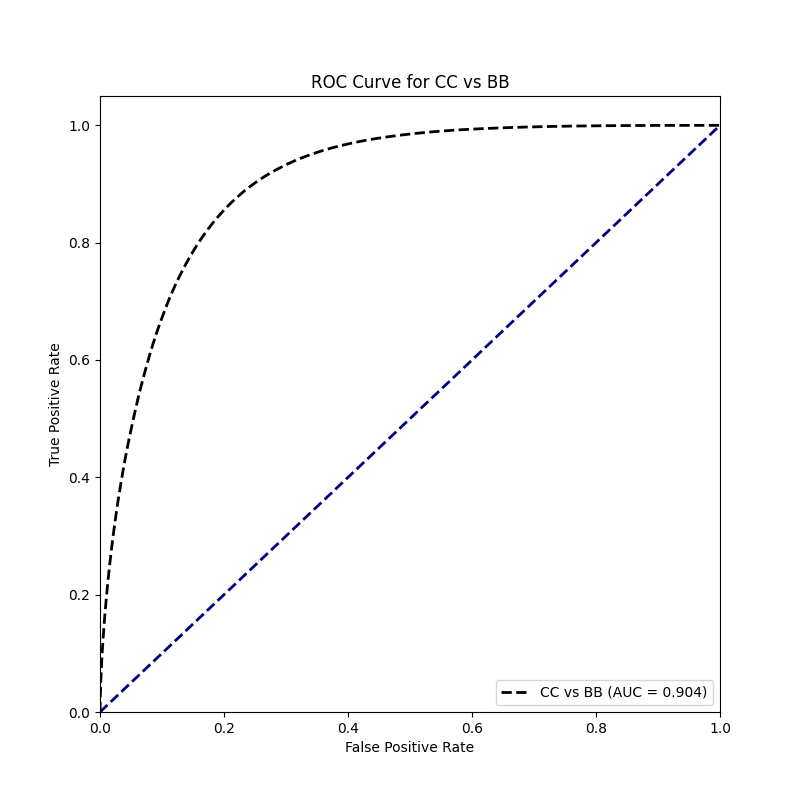 ROC Curve for CC vs BB
True Positive Rate
1.0
0.8
0.6
0.4
0.2
0.0
CC vs BB (AUC = 0.904)
0.0 0.2 0.4 0.6 0.8 1.0
False Positive Rate